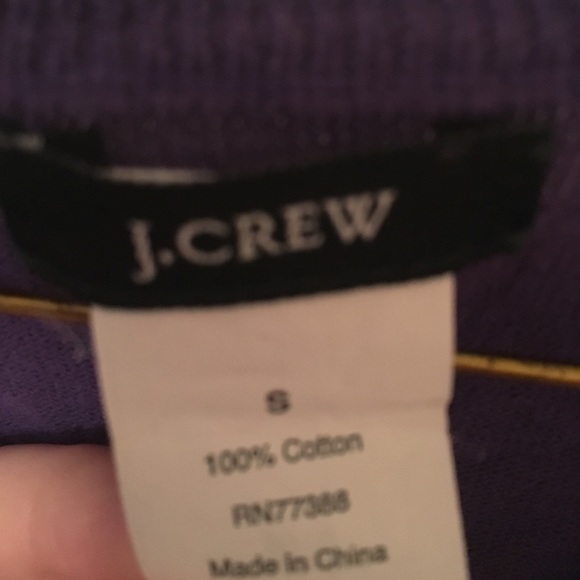 J.CREW
S
100% Cotton
RN77388
Made in China